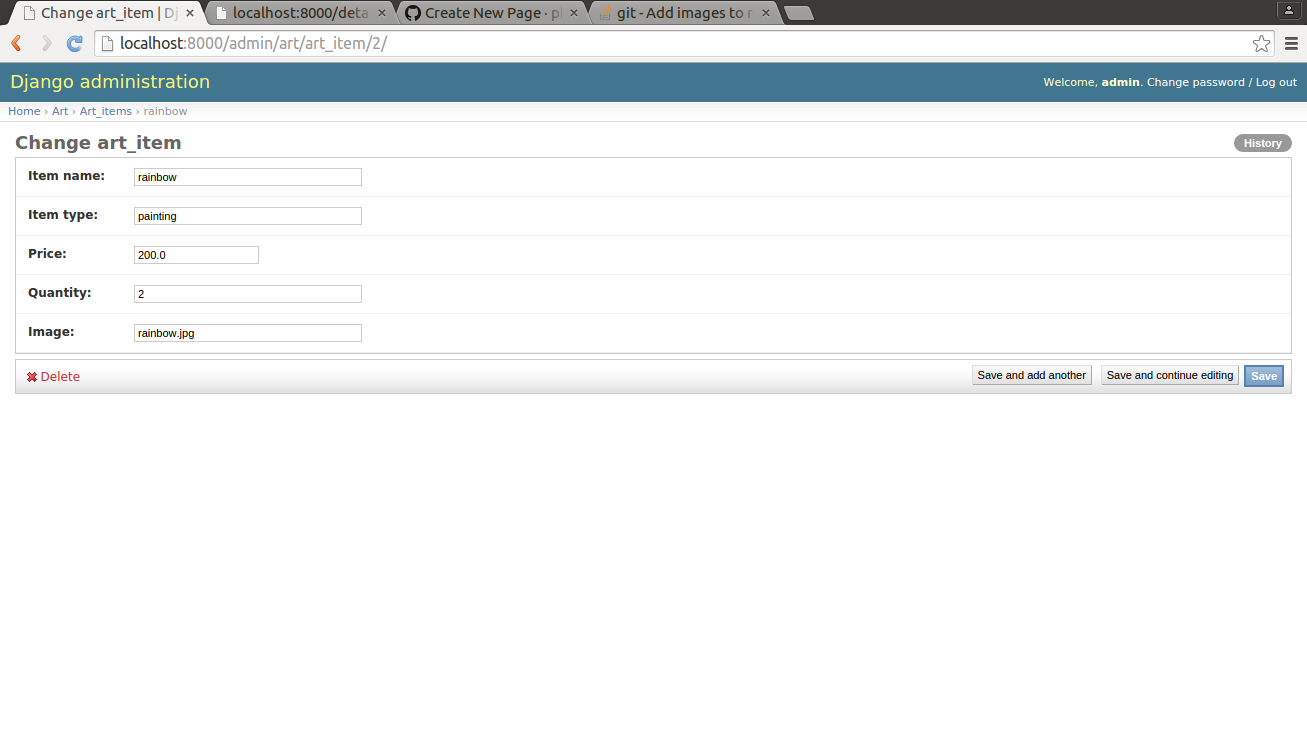 Change art_item | Dj
localhost:8000/deta
Create New Page · pl
git - Add images to r
localhost:8000/admin/art/art_item/2/
Django administration
Welcome, admin. Change password / Log out
Home › Art › Art_items › rainbow
Change art_item
History
Item name: rainbow
Item type: painting
Price: 200.0
Quantity: 2
Image: rainbow.jpg
Delete
Save and add another
Save and continue editing
Save